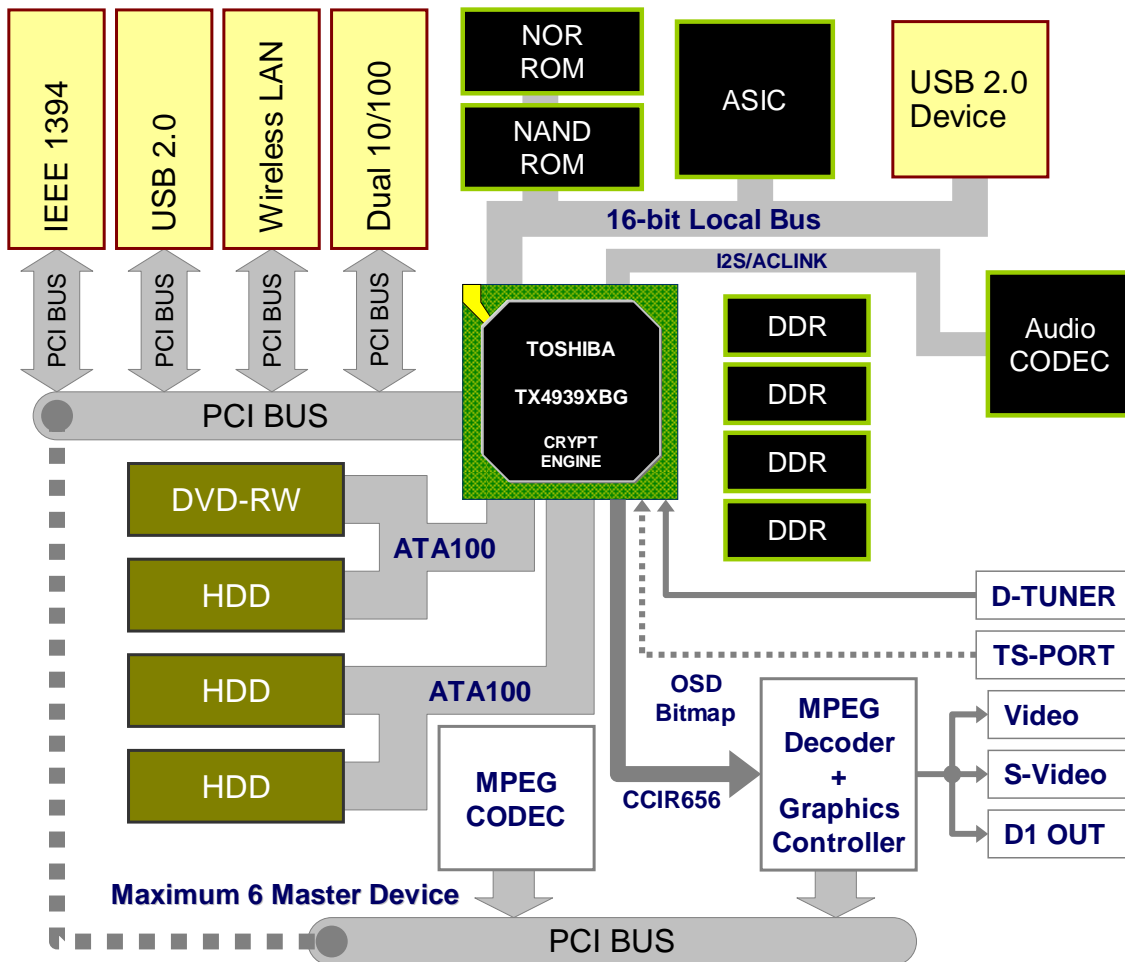 IEEE 1394
USB 2.0
Wireless LAN
Dual 10/100
NOR
ROM
NAND
ROM
ASIC
USB 2.0
Device
16-bit Local Bus
I2S/ACLINK
PCI BUS
PCI BUS
PCI BUS
PCI BUS
TOSHIBA
TX4939XBG
CRYPT
ENGINE
DDR
DDR
DDR
DDR
Audio
CODEC
PCI BUS
DVD-RW
HDD
ATA100
HDD
HDD
ATA100
D-TUNER
TS-PORT
OSD
Bitmap
CCIR656
MPEG
CODEC
MPEG
Decoder
+
Graphics
Controller
Video
S-Video
D1 OUT
Maximum 6 Master Device
PCI BUS